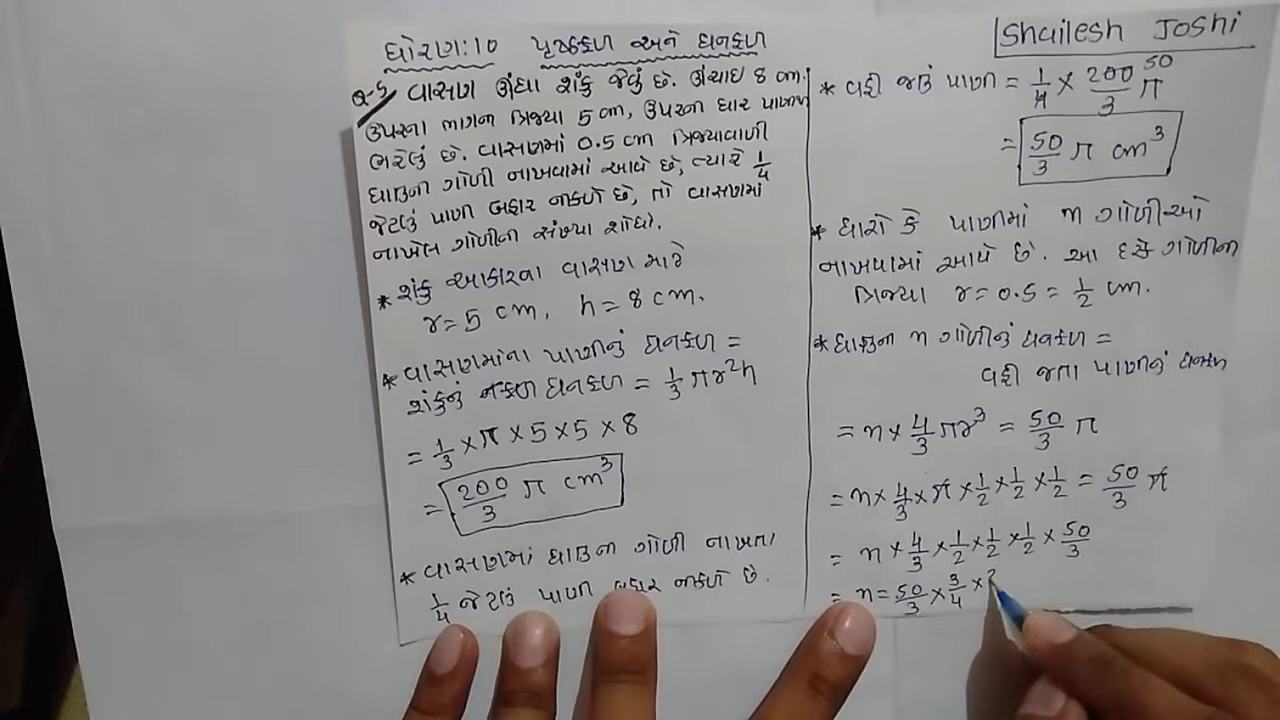 ધોરણ:10 પૃષ્ઠફળ અને ઘનફળ
Q-5 વાસણ ઊંધા શંકુ જેવું છે. ઊંચાઇ 8 cm.
ઉપરના ભાગની ત્રિજ્યા 5 cm, ઉપરની ધાર
ભરેલું છે. વાસણમાં 0.5 cm ત્રિજ્યાવાળી
ધાતુની ગોળી નાખવામાં આવે છે, ત્યારે 1/4
જેટલું પાણી બહાર નીકળે છે, તો વાસણમાં
નાખેલ ગોળીની સંખ્યા શોધો.
* શંકુ આકારના વાસણ માટે
r = 5 cm, h = 8 cm.
* વાસણમાંના પાણીનું ઘનફળ =
શંકુનું ઘનફળ = 1/3 πr²h
= 1/3 × π × 5 × 5 × 8
= 200/3 π cm³
* વાસણમાં ધાતુની ગોળી નાખતા
1/4 જેટલું પાણી બહાર નીકળે છે.
Shailesh Joshi
* વહી જતું પાણી = 1/4 × 200/3 π 50
= 50/3 π cm³
* ધારો કે પાણીમાં n ગોળીઓ
નાખવામાં આવે છે. આ દરેક ગોળીની
ત્રિજ્યા r = 0.5 = 1/2 cm.
* ધાતુની n ગોળીનું ઘનફળ =
વહી જતા પાણીનું ઘનફળ
= n × 4/3 πr³ = 50/3 π
= n × 4/3 × π × 1/2 × 1/2 × 1/2 = 50/3 π
= n × 4/3 × 1/2 × 1/2 × 1/2 × 50/3
= n = 50/3 × 3/4 ×